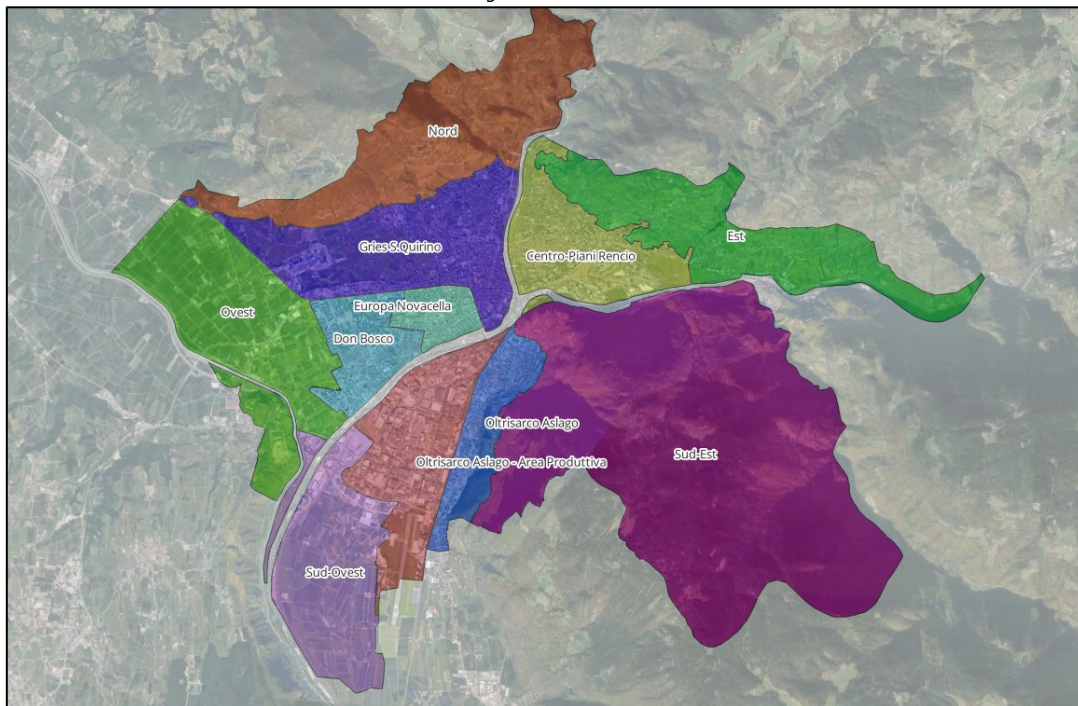 Nord
Gries S.Quirino
Centro-Piani Rencio
Est
Europa Novacella
Ovest
Don Bosco
Oltrisarco Aslago
Sud-Est
Oltrisarco Aslago - Area Produttiva
Sud-Ovest